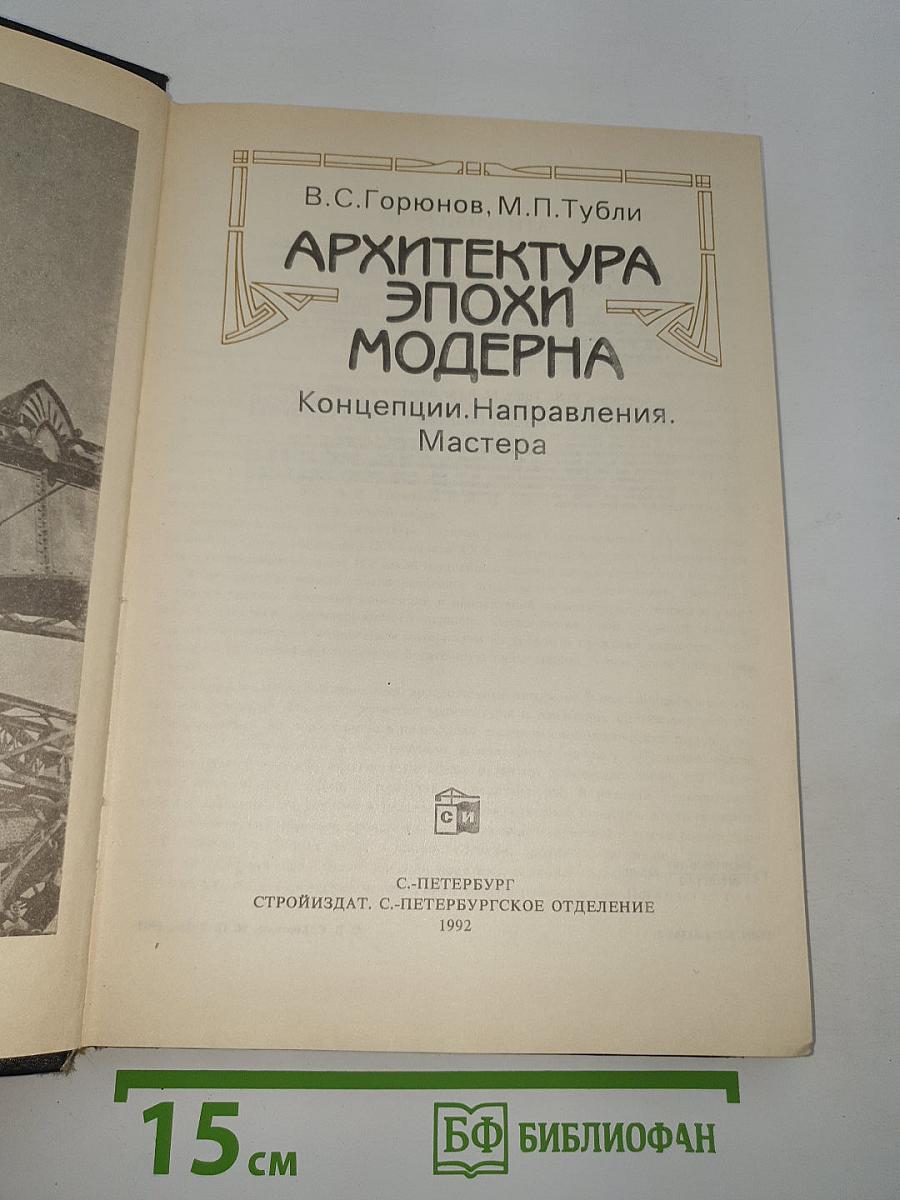 В.С.Горюнов, М.П.Тубли
АРХИТЕКТУРА
ЭПОХИ
МОДЕРНА
Концепции.Направления.
Мастера
СИ
С.-ПЕТЕРБУРГ
СТРОЙИЗДАТ. С.-ПЕТЕРБУРГСКОЕ ОТДЕЛЕНИЕ
1992
15 см
БФ БИБЛИОФАН